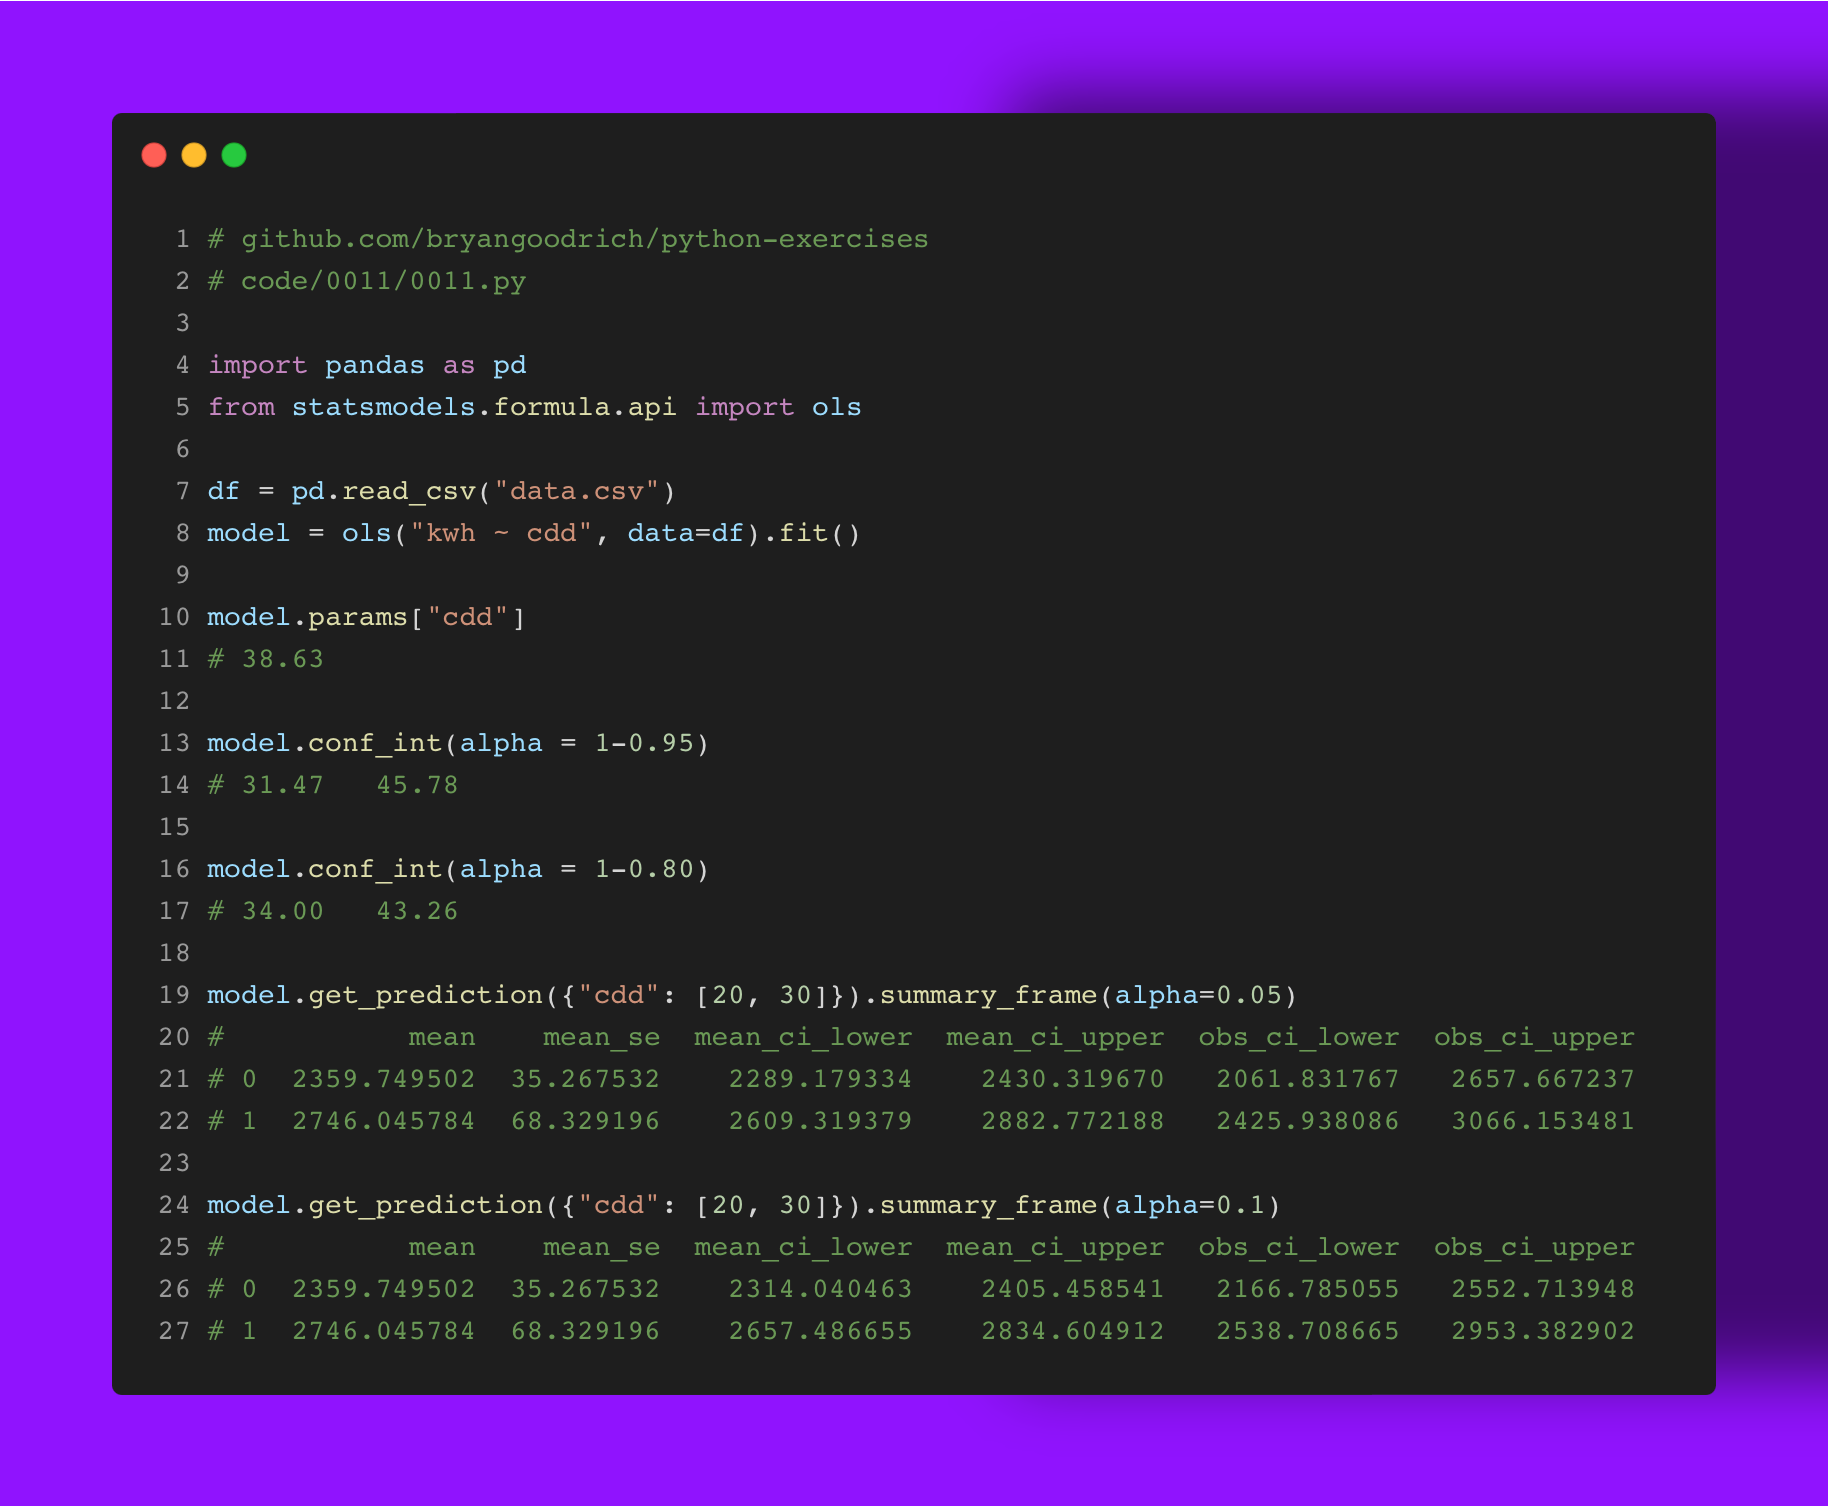 1 # github.com/bryangoodrich/python-exercises
2 # code/0011/0011.py
3
4 import pandas as pd
5 from statsmodels.formula.api import ols
6
7 df = pd.read_csv("data.csv")
8 model = ols("kwh ~ cdd", data=df).fit()
9
10 model.params["cdd"]
11 # 38.63
12
13 model.conf_int(alpha = 1-0.95)
14 # 31.47   45.78
15
16 model.conf_int(alpha = 1-0.80)
17 # 34.00   43.26
18
19 model.get_prediction({"cdd": [20, 30]}).summary_frame(alpha=0.05)
20 #           mean    mean_se  mean_ci_lower  mean_ci_upper  obs_ci_lower  obs_ci_upper
21 # 0  2359.749502  35.267532    2289.179334    2430.319670   2061.831767   2657.667237
22 # 1  2746.045784  68.329196    2609.319379    2882.772188   2425.938086   3066.153481
23
24 model.get_prediction({"cdd": [20, 30]}).summary_frame(alpha=0.1)
25 #           mean    mean_se  mean_ci_lower  mean_ci_upper  obs_ci_lower  obs_ci_upper
26 # 0  2359.749502  35.267532    2314.040463    2405.458541   2166.785055   2552.713948
27 # 1  2746.045784  68.329196    2657.486655    2834.604912   2538.708665   2953.382902